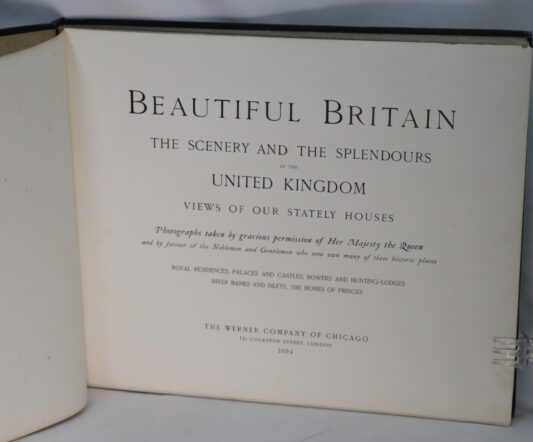 BEAUTIFUL BRITAIN
THE SCENERY AND THE SPLENDOURS
OF THE
UNITED KINGDOM
VIEWS OF OUR STATELY HOUSES
Photographs taken by gracious permission of Her Majesty the Queen
and by favour of the Noblemen and Gentlemen who now own many of these historic places
ROYAL RESIDENCES, PALACES AND CASTLES, BOWERS AND HUNTING-LODGES
RIVER BANKS AND ISLETS, THE HOMES OF PRINCES
THE WERNER COMPANY OF CHICAGO
COCKSPUR STREET, LONDON
1894